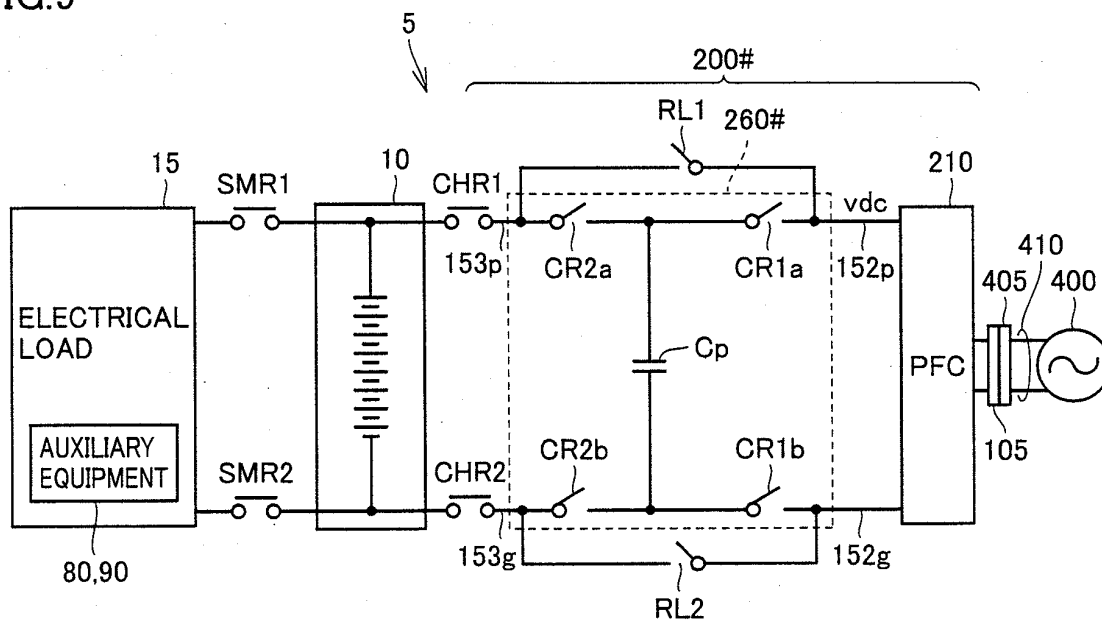 FIG.9
5
200#
RL1
260#
15
10
210
SMR1
CHR1
vdc
153p
CR2a
CR1a
152p
410
405
400
ELECTRICAL
LOAD
Cp
PFC
AUXILIARY
EQUIPMENT
SMR2
CHR2
CR2b
CR1b
105
80,90
153g
RL2
152g